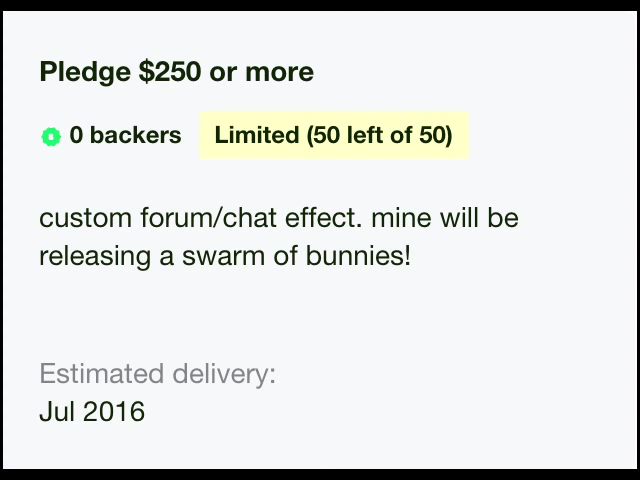 Pledge $250 or more
0 backers Limited (50 left of 50)
custom forum/chat effect. mine will be
releasing a swarm of bunnies!
Estimated delivery:
Jul 2016